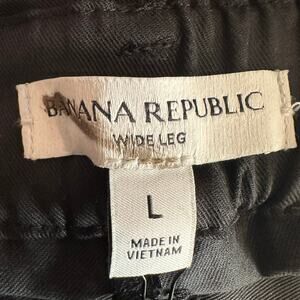 BANANA REPUBLIC
WIDE LEG
L
MADE IN
VIETNAM